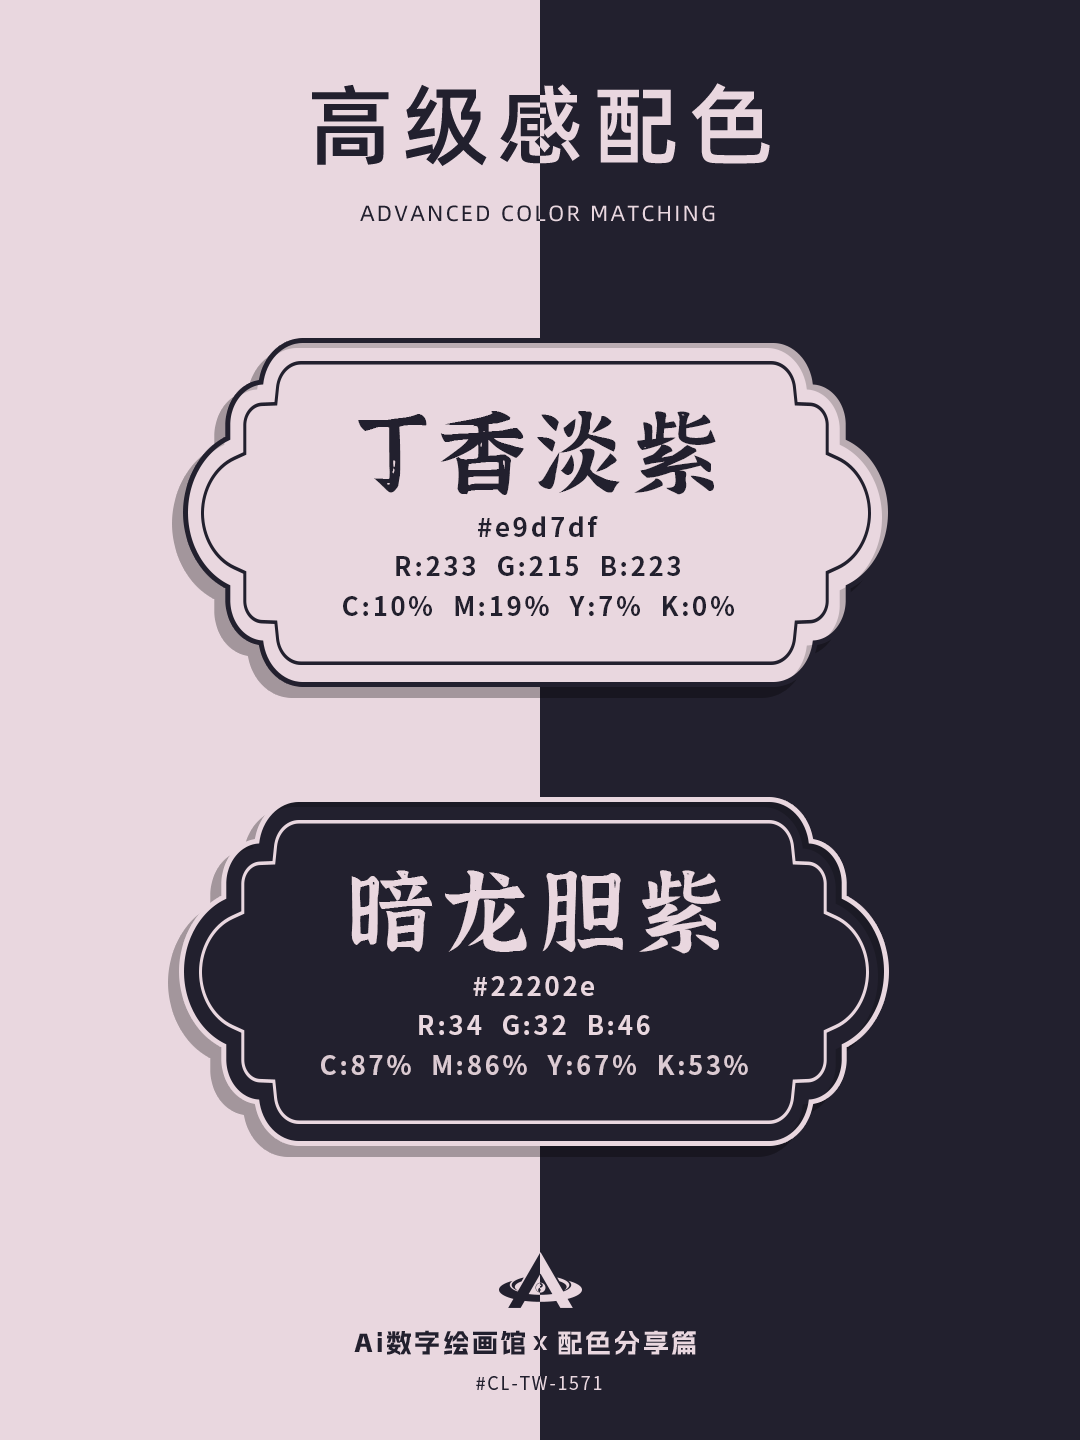 高级感配色
ADVANCED COLOR MATCHING
丁香淡紫
#e9d7df
R:233 G:215 B:223
C:10% M:19% Y:7% K:0%
暗龙胆紫
#22202e
R:34 G:32 B:46
C:87% M:86% Y:67% K:53%
Ai数字绘画馆 x 配色分享篇
#CL-TW-1571